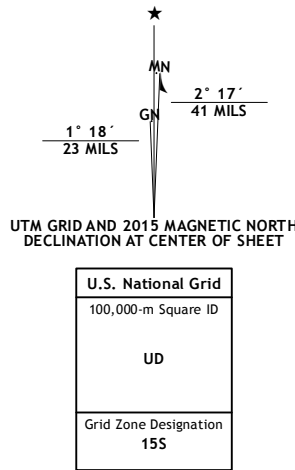 MN
GN
2° 17´
41 MILS
1° 18´
23 MILS
UTM GRID AND 2015 MAGNETIC NORTH
DECLINATION AT CENTER OF SHEET
U.S. National Grid
100,000-m Square ID
UD
Grid Zone Designation
15S